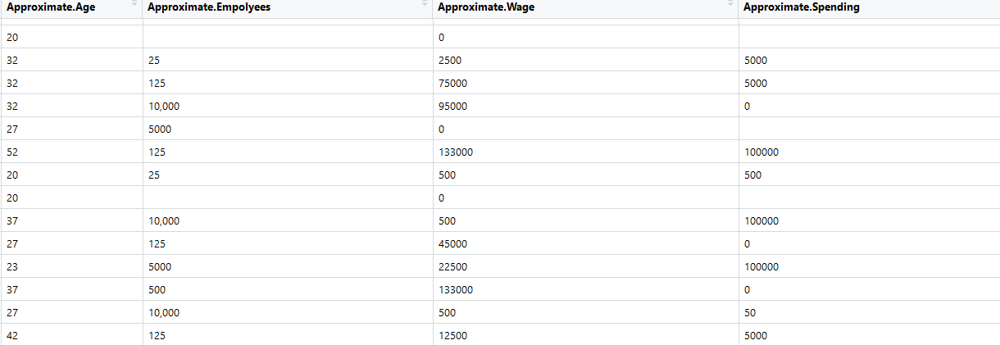 Approximate.Age Approximate.Empolyees Approximate.Wage Approximate.Spending
20 0
32 25 2500 5000
32 125 75000 5000
32 10,000 95000 0
27 5000 0
52 125 133000 100000
20 25 500 500
20 0
37 10,000 500 100000
27 125 45000 0
23 5000 22500 100000
37 500 133000 0
27 10,000 500 50
42 125 12500 5000